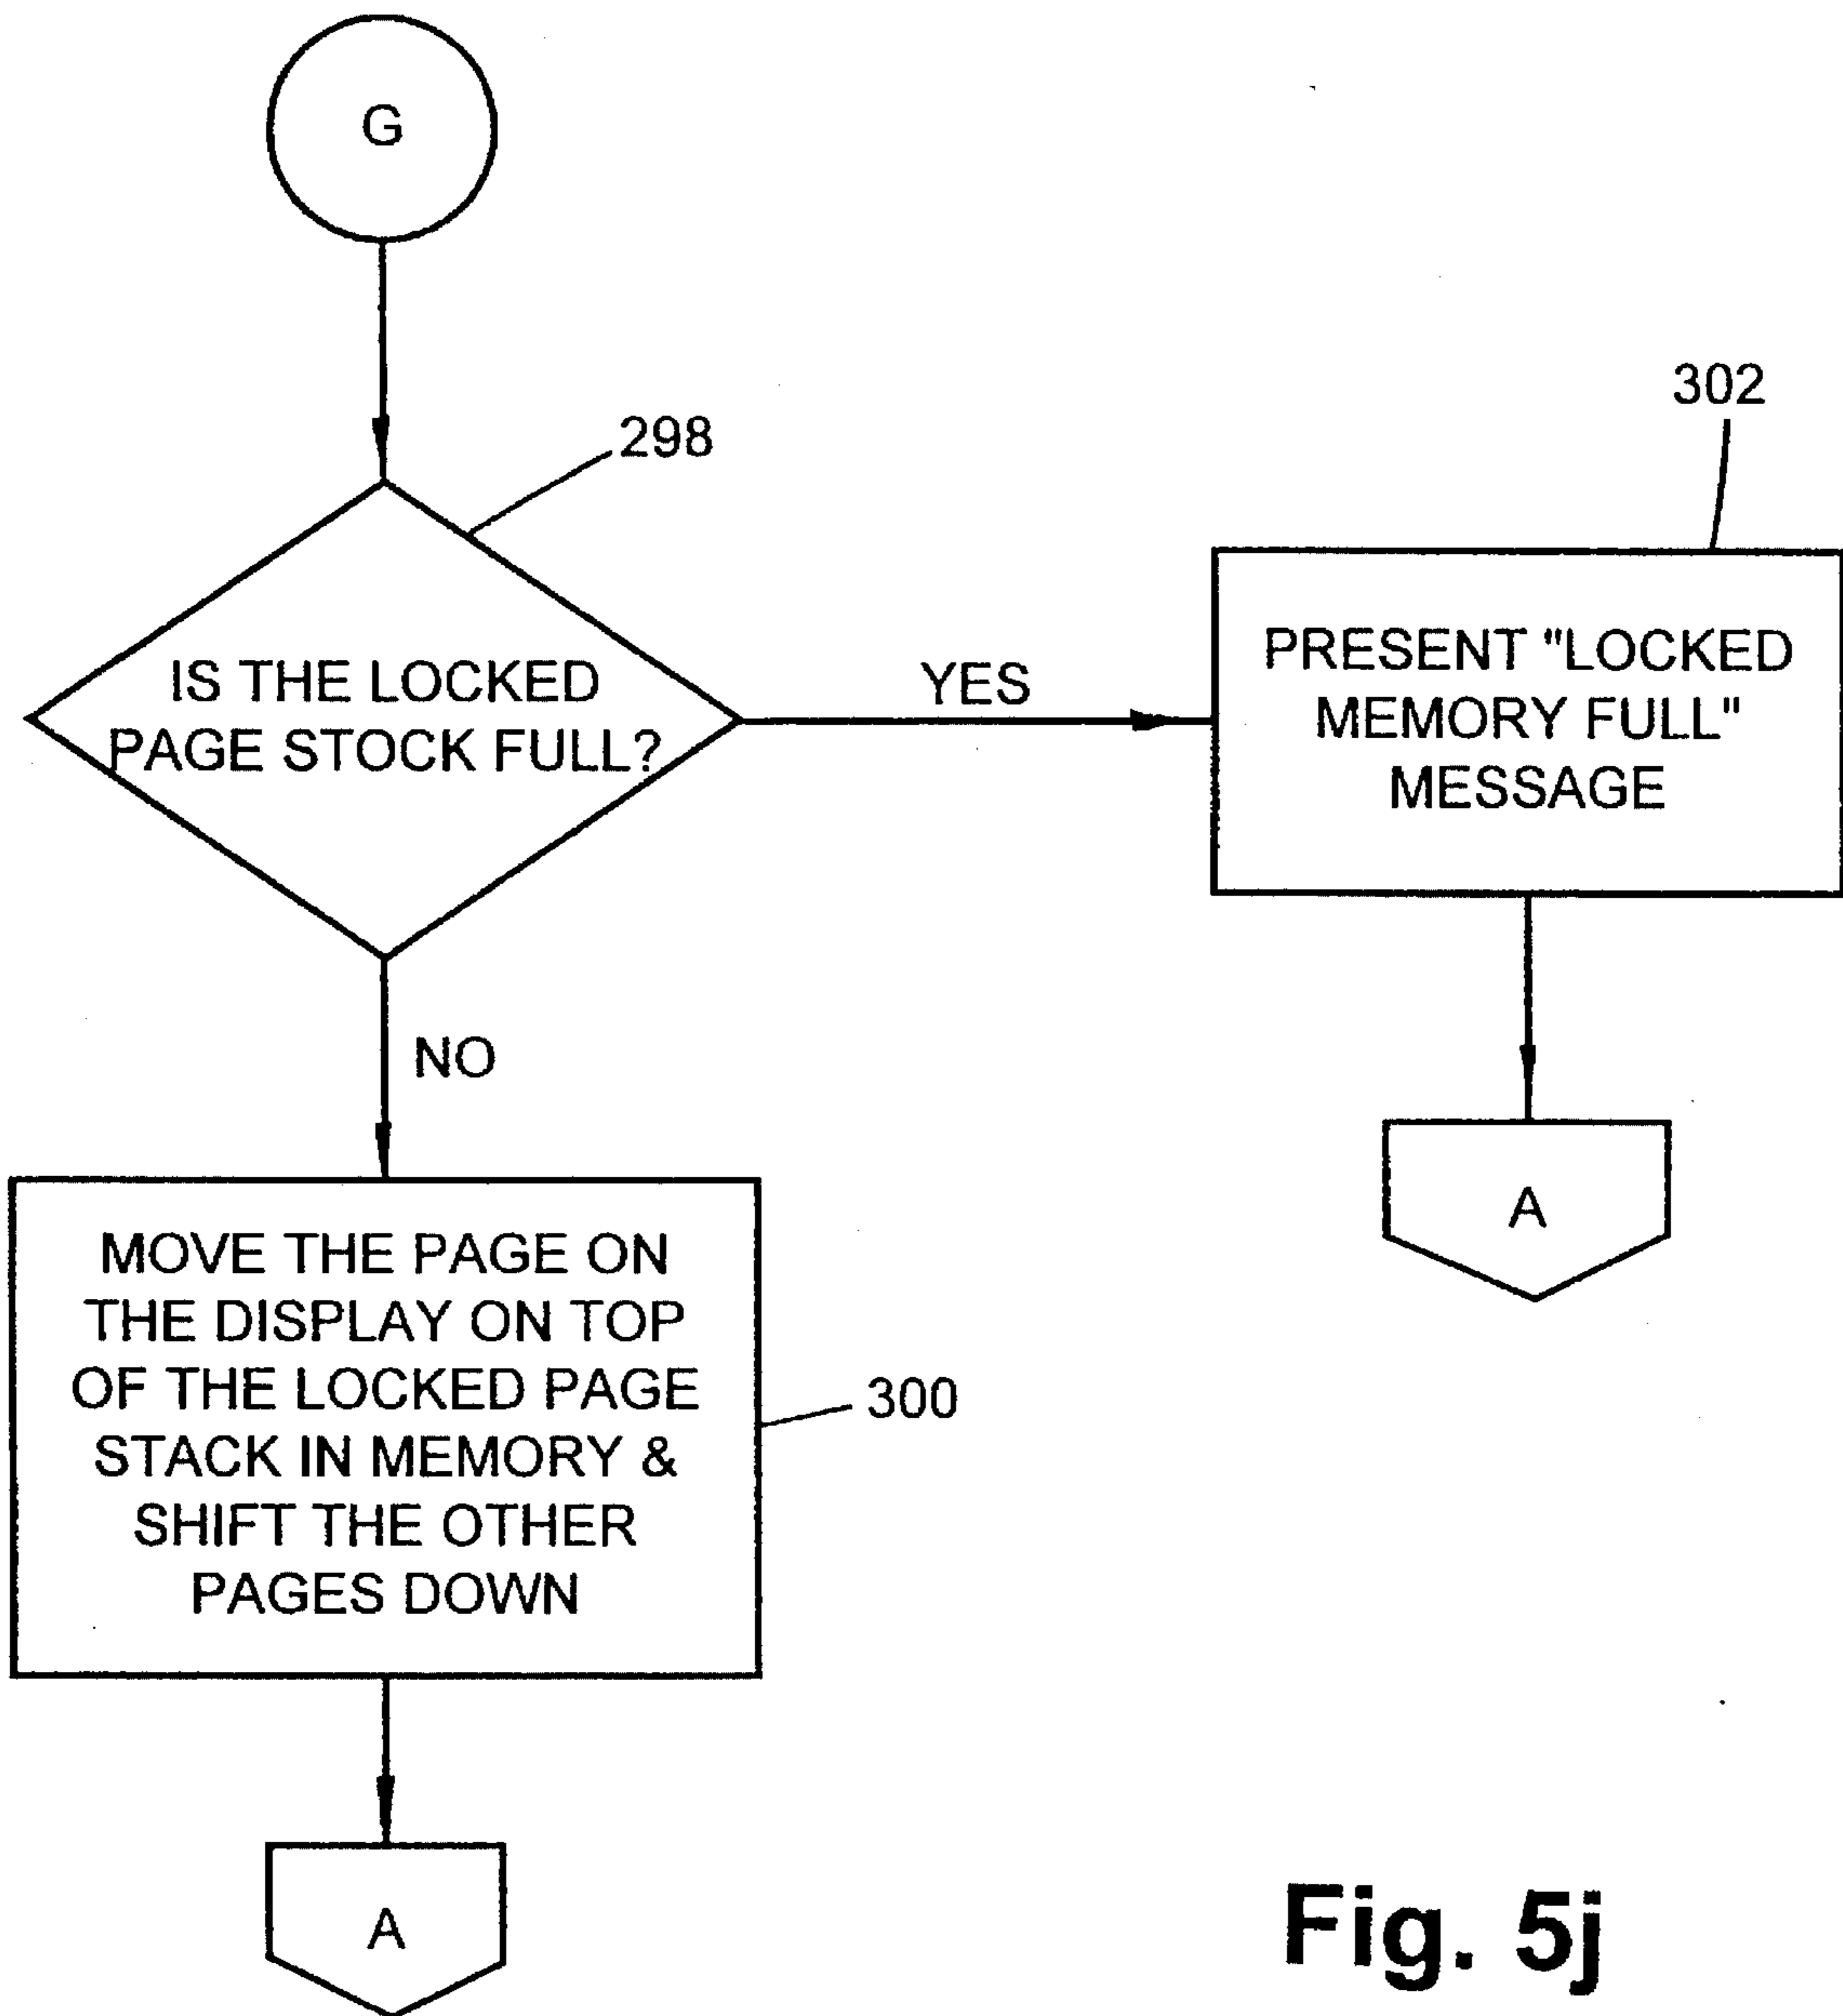 G
298
302
IS THE LOCKED
PAGE STOCK FULL?
YES
PRESENT "LOCKED
MEMORY FULL"
MESSAGE
NO
A
MOVE THE PAGE ON
THE DISPLAY ON TOP
OF THE LOCKED PAGE
STACK IN MEMORY &
SHIFT THE OTHER
PAGES DOWN
300
A
Fig. 5j